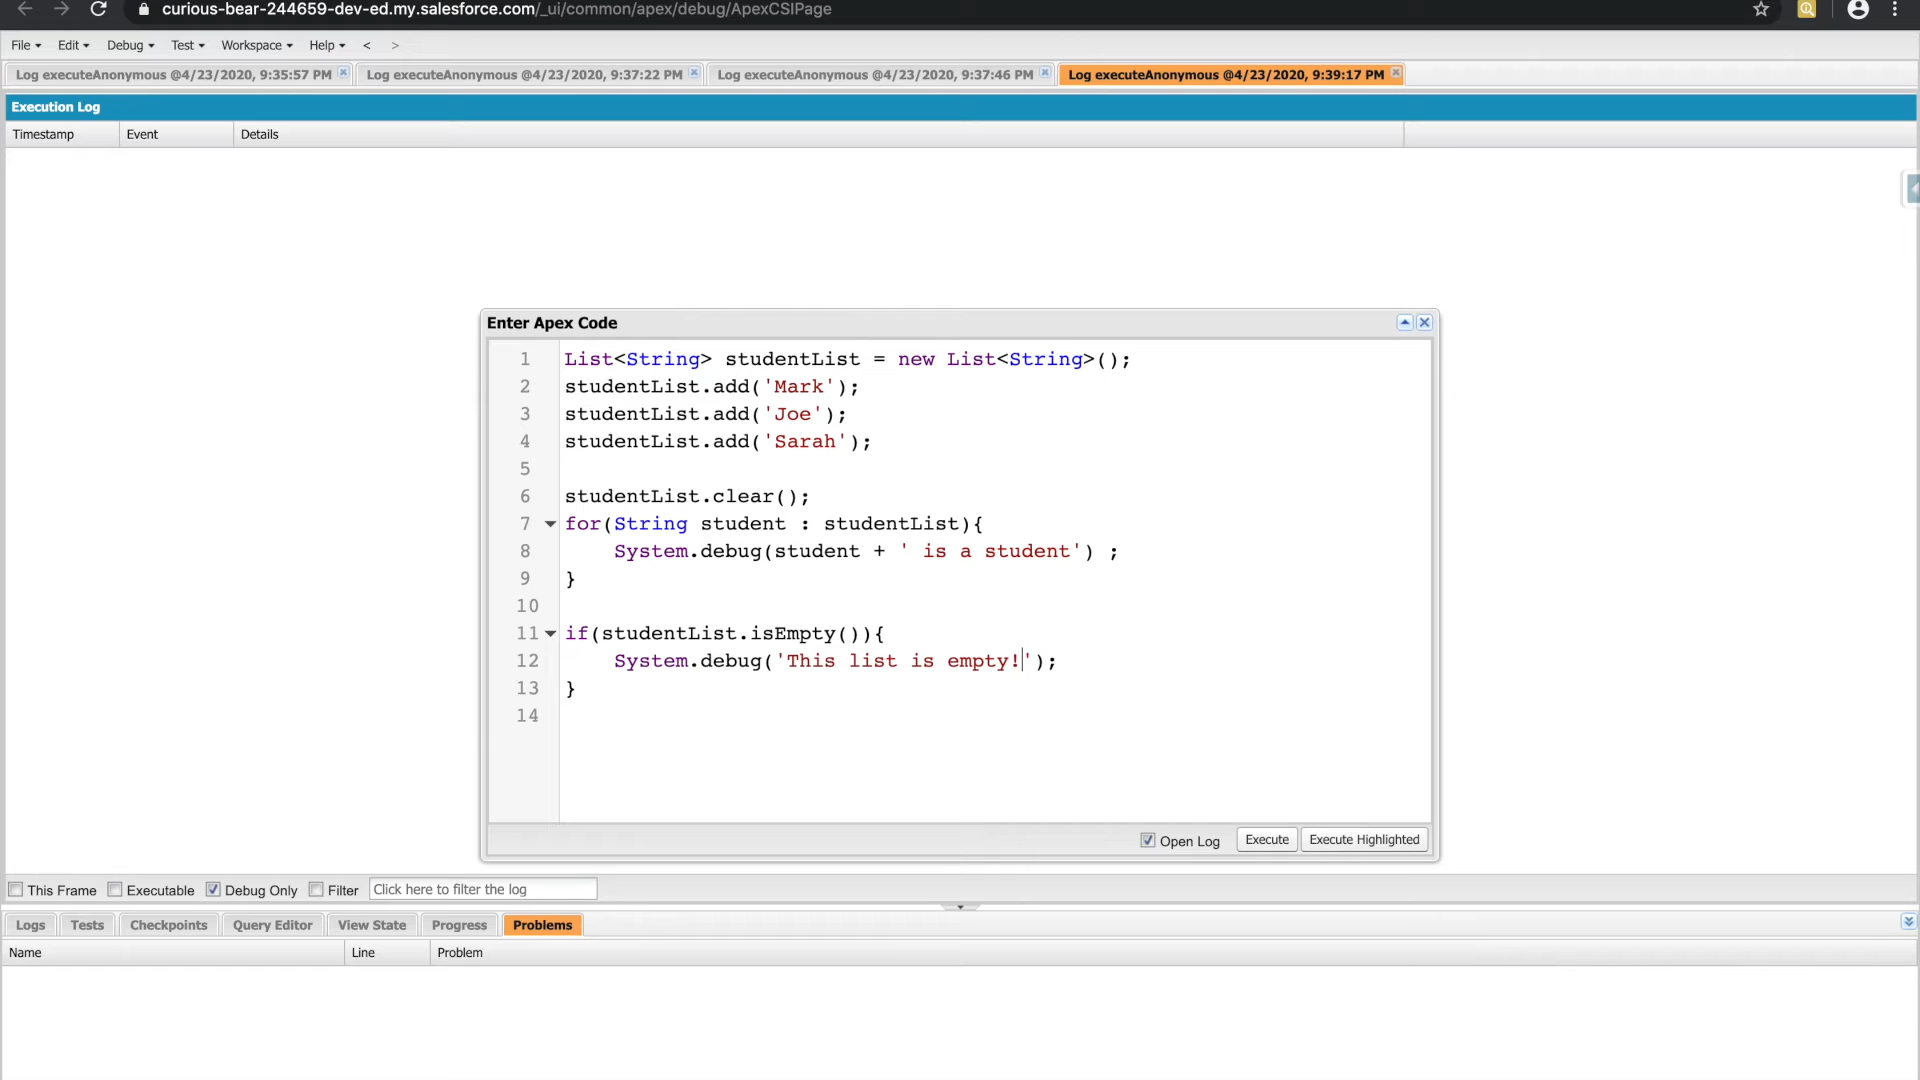 curious-bear-244659-dev-ed.my.salesforce.com/_ui/common/apex/debug/ApexCSIPage
File Edit Debug Test Workspace Help < >
Log executeAnonymous @4/23/2020, 9:35:57 PM Log executeAnonymous @4/23/2020, 9:37:22 PM Log executeAnonymous @4/23/2020, 9:37:46 PM Log executeAnonymous @4/23/2020, 9:39:17 PM
Execution Log
Timestamp Event Details
Enter Apex Code
1 List<String> studentList = new List<String>();
2 studentList.add('Mark');
3 studentList.add('Joe');
4 studentList.add('Sarah');
5
6 studentList.clear();
7 for(String student : studentList){
8 System.debug(student + ' is a student') ;
9 }
10
11 if(studentList.isEmpty()){
12 System.debug('This list is empty!');
13 }
14
Open Log Execute Execute Highlighted
This Frame Executable Debug Only Filter Click here to filter the log
Logs Tests Checkpoints Query Editor View State Progress Problems
Name Line Problem